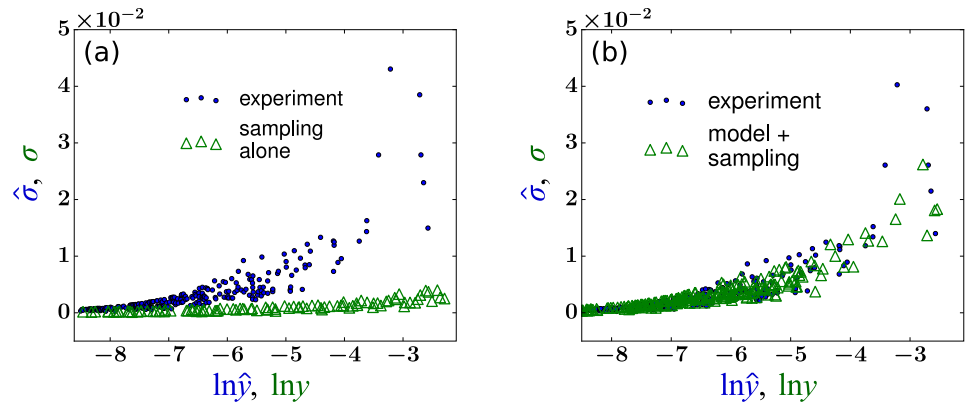 5 ×10⁻²
(a)
4
experiment
3
sampling
alone
σ̂, σ
2
1
0
−8 −7 −6 −5 −4 −3
lnŷ, lny
5 ×10⁻²
(b)
4
experiment
3
model +
sampling
σ̂, σ
2
1
0
−8 −7 −6 −5 −4 −3
lnŷ, lny